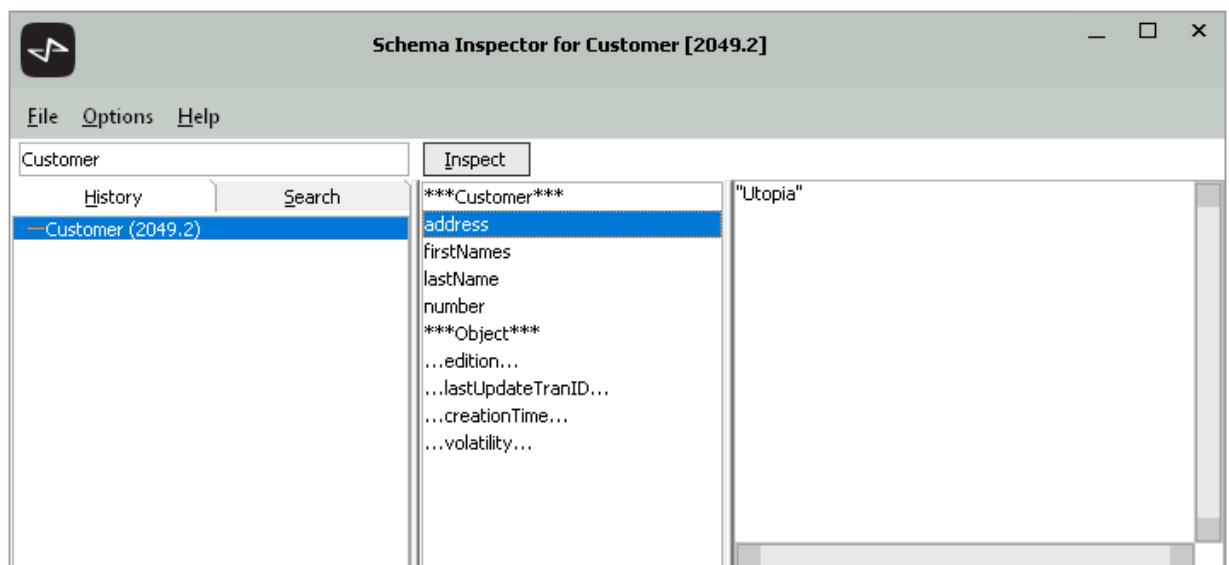 Schema Inspector for Customer [2049.2]
File Options Help
Customer
Inspect
History
Search
Customer (2049.2)
***Customer***
address
firstNames
lastName
number
***Object***
...edition...
...lastUpdateTranID...
...creationTime...
...volatility...
"Utopia"